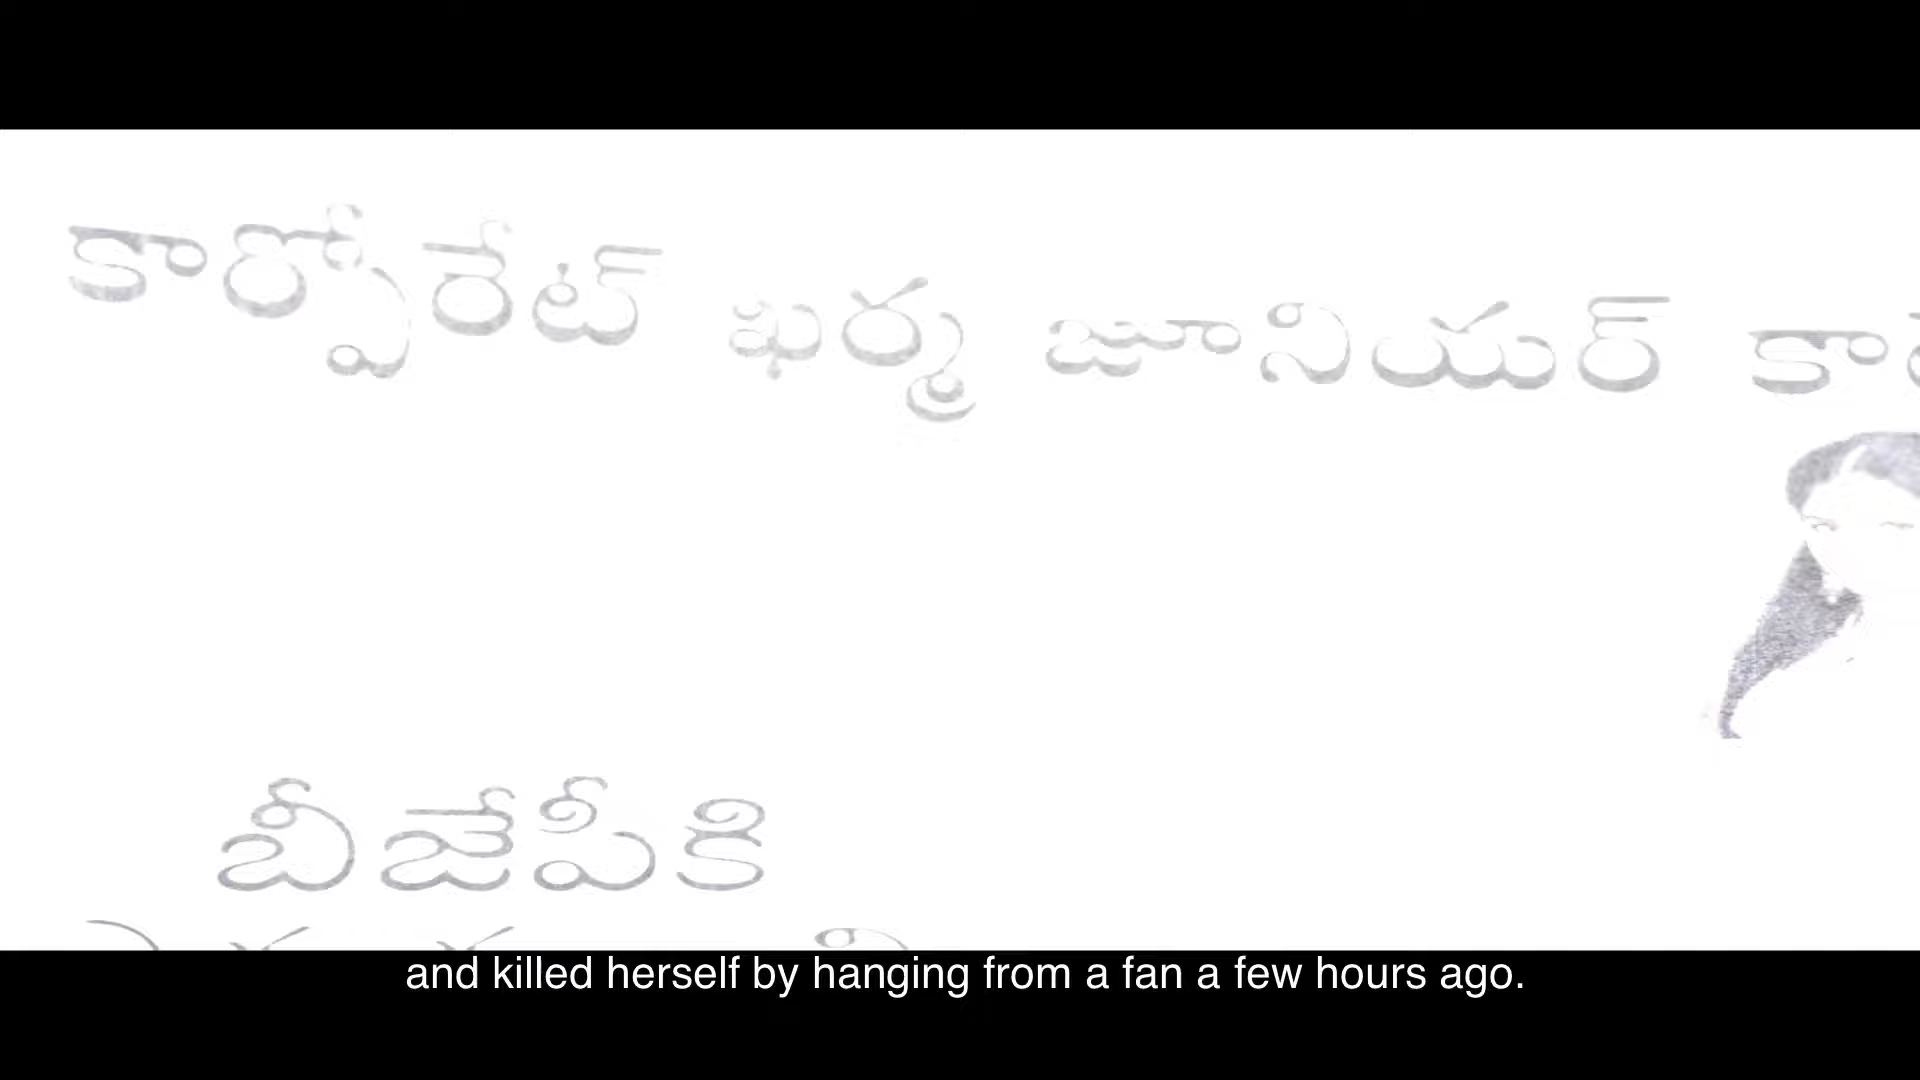 కార్పోరేట్ ఖర్మ జూనియర్
బీజేపీకి
and killed herself by hanging from a fan a few hours ago.